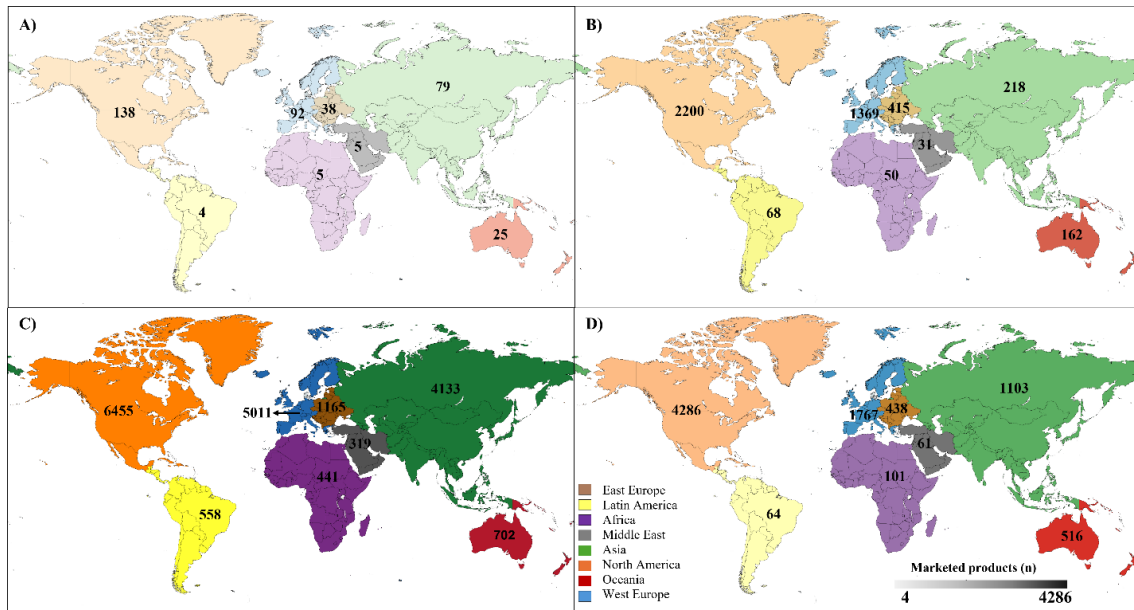 A)
138
92
38
79
5
5
4
25
B)
2200
1369
415
218
31
50
68
162
C)
6455
5011
1165
4133
319
441
558
702
D)
4286
1767
438
1103
61
101
64
516
East Europe
Latin America
Africa
Middle East
Asia
North America
Oceania
West Europe
Marketed products (n)
4
4286